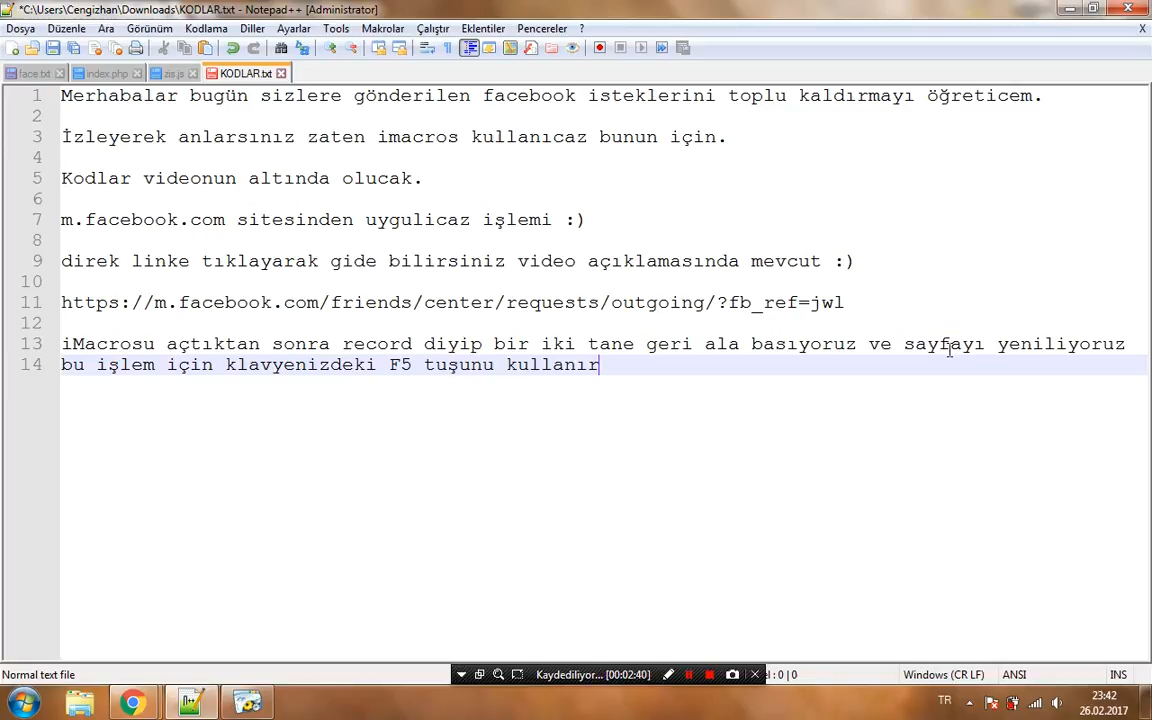 *C:\Users\Cengizhan\Downloads\KODLAR.txt - Notepad++ [Administrator]
Dosya Düzenle Ara Görünüm Kodlama Diller Ayarlar Tools Makrolar Çalıştır Eklentiler Pencereler ? X
face.txt index.php zis.js KODLAR.txt
1 Merhabalar bugün sizlere gönderilen facebook isteklerini toplu kaldırmayı öğreticem.
2
3 İzleyerek anlarsınız zaten imacros kullanıcaz bunun için.
4
5 Kodlar videonun altında olucak.
6
7 m.facebook.com sitesinden uygulicaz işlemi :)
8
9 direk linke tıklayarak gide bilirsiniz video açıklamasında mevcut :)
10
11 https://m.facebook.com/friends/center/requests/outgoing/?fb_ref=jwl
12
13 iMacrosu açtıktan sonra record diyip bir iki tane geri ala basıyoruz ve sayfayı yeniliyoruz
14 bu işlem için klavyenizdeki F5 tuşunu kullanır
Normal text file Kaydediliyor... [00:02:40] el : 0 | 0 Windows (CR LF) ANSI INS
TR 23:42
26.02.2017